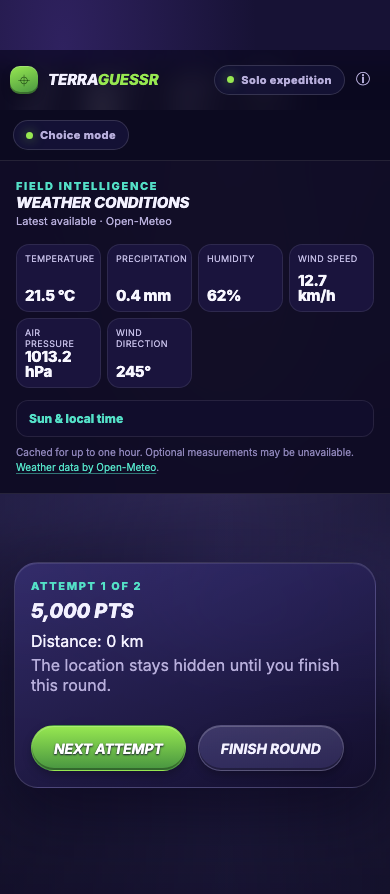 TERRAGUESSR
Solo expedition
Choice mode
FIELD INTELLIGENCE
WEATHER CONDITIONS
Latest available · Open-Meteo
TEMPERATURE
21.5 °C
PRECIPITATION
0.4 mm
HUMIDITY
62%
WIND SPEED
12.7
km/h
AIR
PRESSURE
1013.2
hPa
WIND
DIRECTION
245°
Sun & local time
Cached for up to one hour. Optional measurements may be unavailable.
Weather data by Open-Meteo.
ATTEMPT 1 OF 2
5,000 PTS
Distance: 0 km
The location stays hidden until you finish
this round.
NEXT ATTEMPT
FINISH ROUND